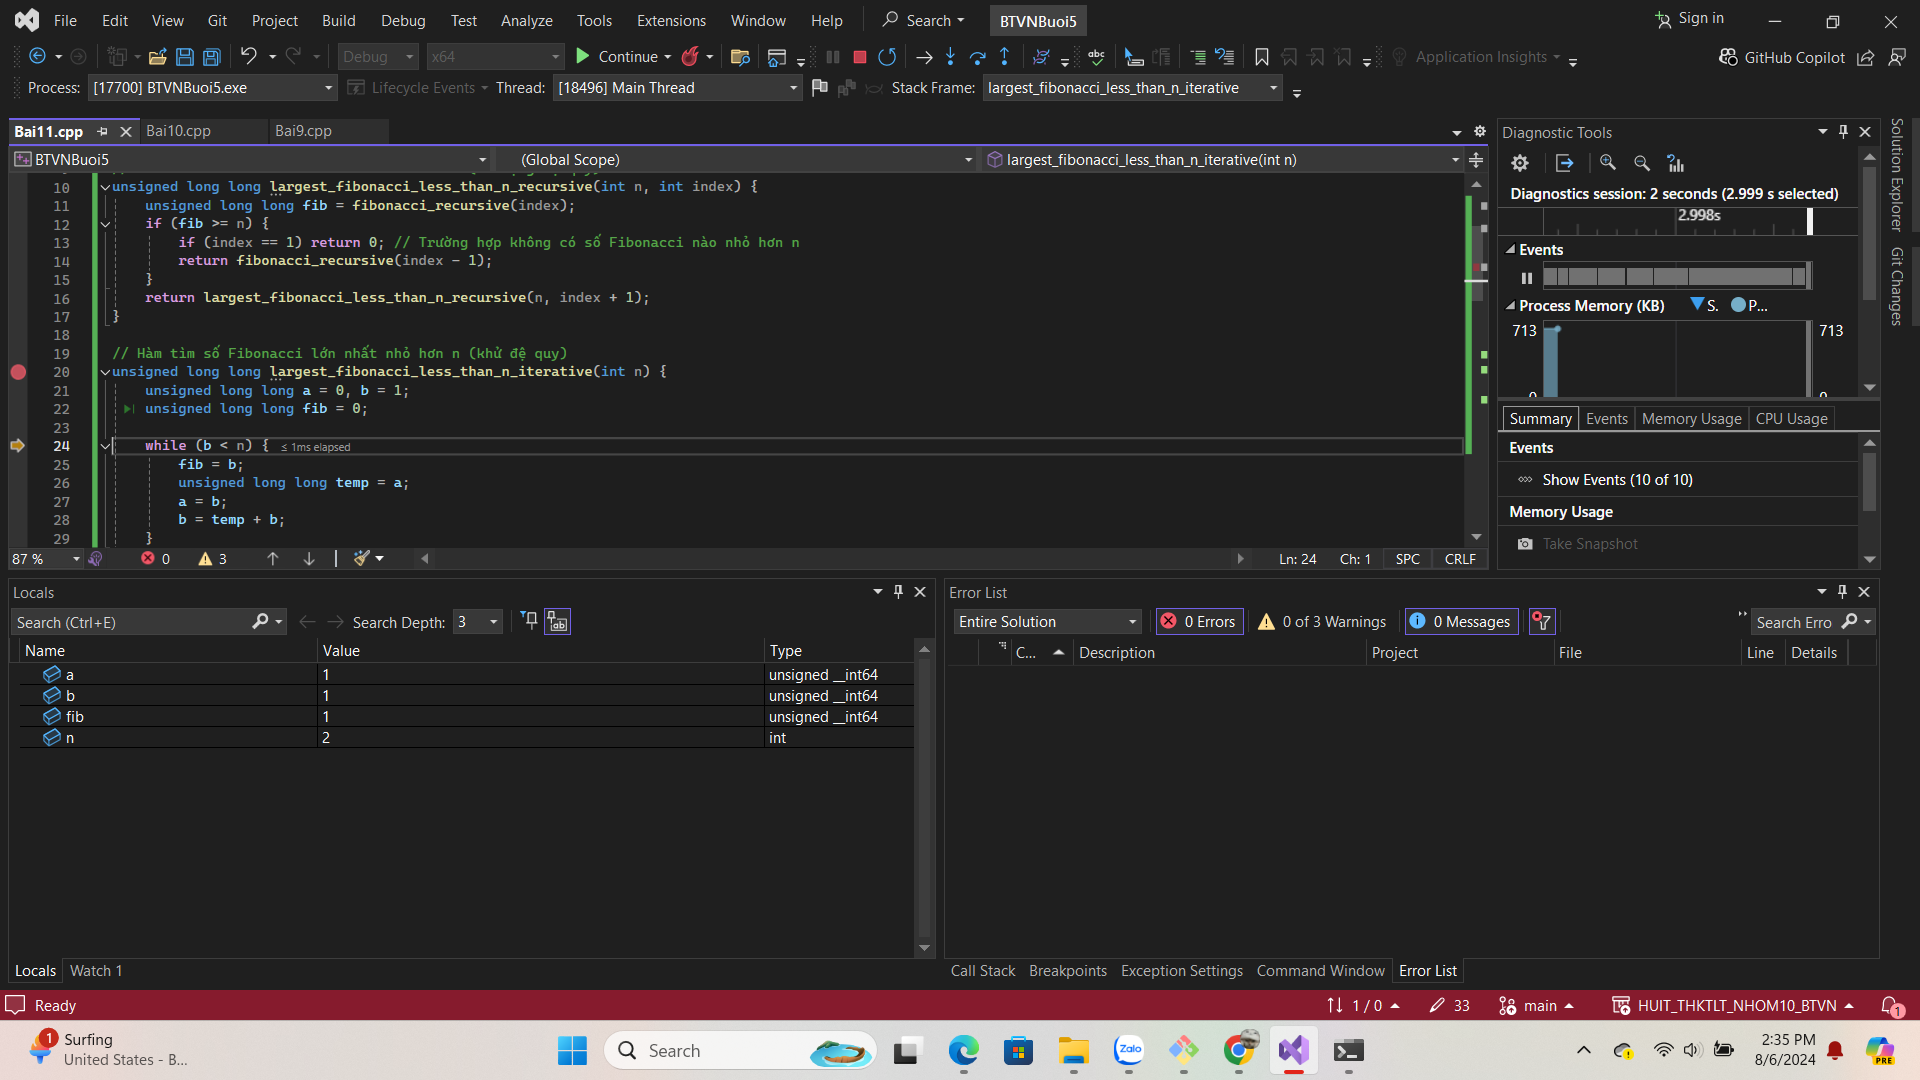 File Edit View Git Project Build Debug Test Analyze Tools Extensions Window Help Search BTVNBuoi5 Sign in
Debug x64 Continue Application Insights GitHub Copilot
Process: [17700] BTVNBuoi5.exe Lifecycle Events Thread: [18496] Main Thread Stack Frame: largest_fibonacci_less_than_n_iterative
Bai11.cpp Bai10.cpp Bai9.cpp
BTVNBuoi5 (Global Scope) largest_fibonacci_less_than_n_iterative(int n)
10 unsigned long long largest_fibonacci_less_than_n_recursive(int n, int index) {
11 unsigned long long fib = fibonacci_recursive(index);
12 if (fib >= n) {
13 if (index == 1) return 0; // Trường hợp không có số Fibonacci nào nhỏ hơn n
14 return fibonacci_recursive(index - 1);
15 }
16 return largest_fibonacci_less_than_n_recursive(n, index + 1);
17 }
18
19 // Hàm tìm số Fibonacci lớn nhất nhỏ hơn n (khử đệ quy)
20 unsigned long long largest_fibonacci_less_than_n_iterative(int n) {
21 unsigned long long a = 0, b = 1;
22 unsigned long long fib = 0;
23
24 while (b < n) { ≤ 1ms elapsed
25 fib = b;
26 unsigned long long temp = a;
27 a = b;
28 b = temp + b;
29 }
87 % 0 3 Ln: 24 Ch: 1 SPC CRLF
Diagnostic Tools
Diagnostics session: 2 seconds (2.999 s selected)
2.998s
Events
Process Memory (KB) S. P...
713 713
0 0
Summary Events Memory Usage CPU Usage
Events
Show Events (10 of 10)
Memory Usage
Take Snapshot
Solution Explorer
Git Changes
Locals
Search (Ctrl+E) Search Depth: 3
Name Value Type
a 1 unsigned __int64
b 1 unsigned __int64
fib 1 unsigned __int64
n 2 int
Locals Watch 1
Error List
Entire Solution 0 Errors 0 of 3 Warnings 0 Messages Search Erro
C... Description Project File Line Details
Call Stack Breakpoints Exception Settings Command Window Error List
Ready 1 / 0 33 main HUIT_THKTLT_NHOM10_BTVN 1
1 Surfing
United States - B...
Search
Zalo
2:35 PM
8/6/2024
PRE